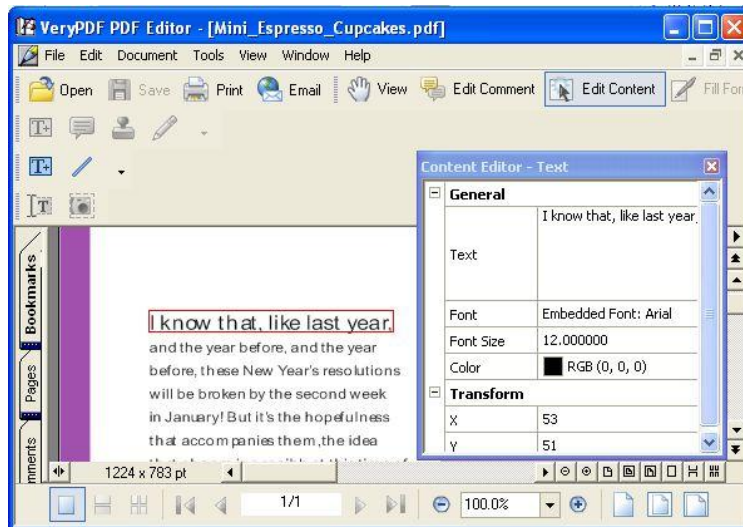 VeryPDF PDF Editor - [Mini_Espresso_Cupcakes.pdf]
File Edit Document Tools View Window Help
Open Save Print Email View Edit Comment Edit Content Fill For
Content Editor - Text
General
Text I know that, like last year,
Font Embedded Font: Arial
Font Size 12.000000
Color RGB (0, 0, 0)
Transform
X 53
Y 51
Bookmarks
Pages
mments
I know that, like last year,
and the year before, and the year
before, these New Year's resolutions
will be broken by the second week
in January! But it's the hopefulness
that accompanies them, the idea
1224 x 783 pt
1/1
100.0%